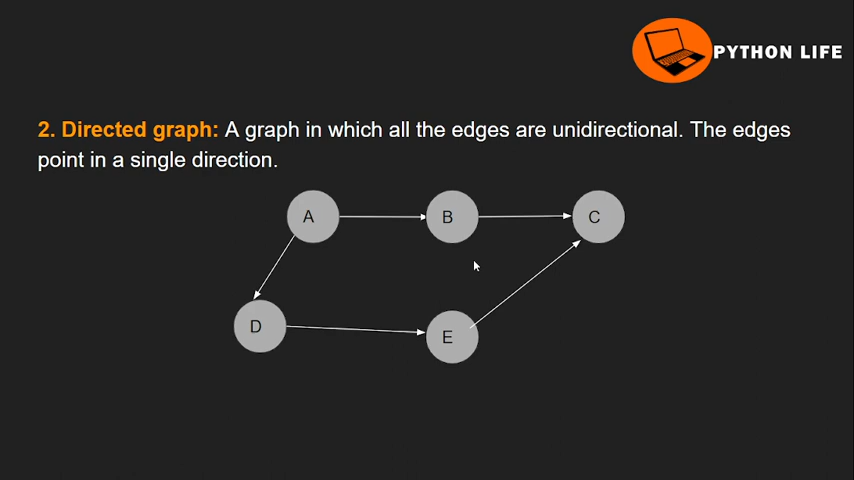 PYTHON LIFE
2. Directed graph: A graph in which all the edges are unidirectional. The edges
point in a single direction.
A B C
D E